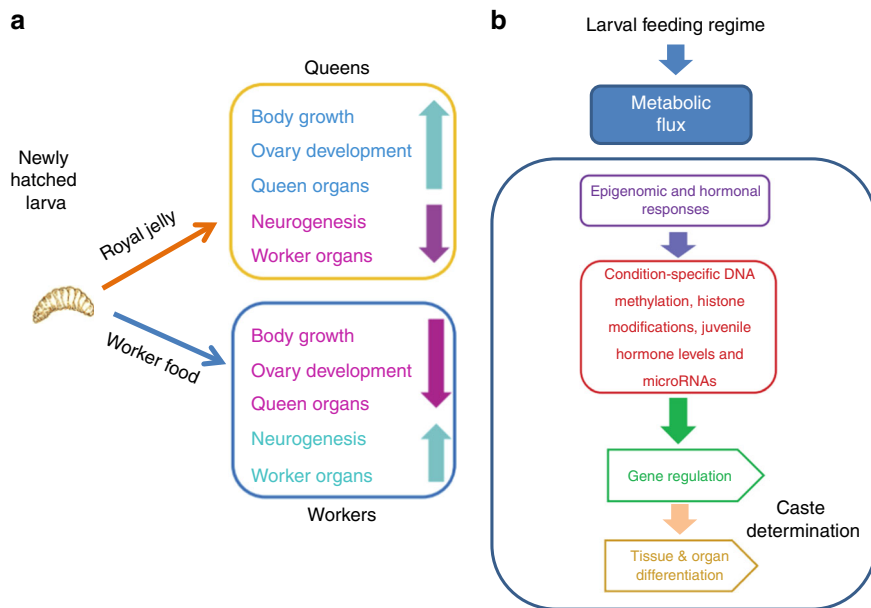 a
Newly
hatched
larva
Royal jelly
Worker food
Queens
Body growth
Ovary development
Queen organs
Neurogenesis
Worker organs
Body growth
Ovary development
Queen organs
Neurogenesis
Worker organs
Workers
b
Larval feeding regime
Metabolic
flux
Epigenomic and hormonal
responses
Condition-specific DNA
methylation, histone
modifications, juvenile
hormone levels and
microRNAs
Gene regulation
Caste
determination
Tissue & organ
differentiation